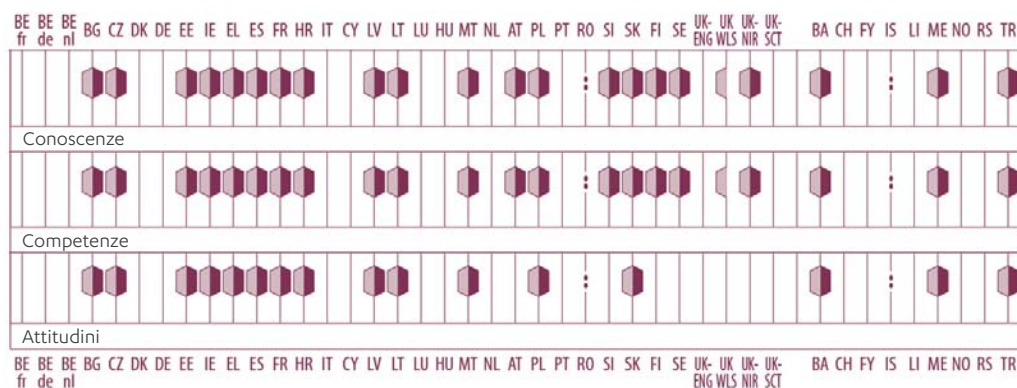 BE fr BE de BE nl BG CZ DK DE EE IE EL ES FR HR IT CY LV LT LU HU MT NL AT PL PT RO SI SK FI SE UK-ENG UK WLS UK-NIR UK-SCT BA CH FY IS LI ME NO RS TR
Conoscenze
Competenze
Attitudini
BE fr BE de BE nl BG CZ DK DE EE IE EL ES FR HR IT CY LV LT LU HU MT NL AT PL PT RO SI SK FI SE UK-ENG UK WLS UK-NIR UK-SCT BA CH FY IS LI ME NO RS TR